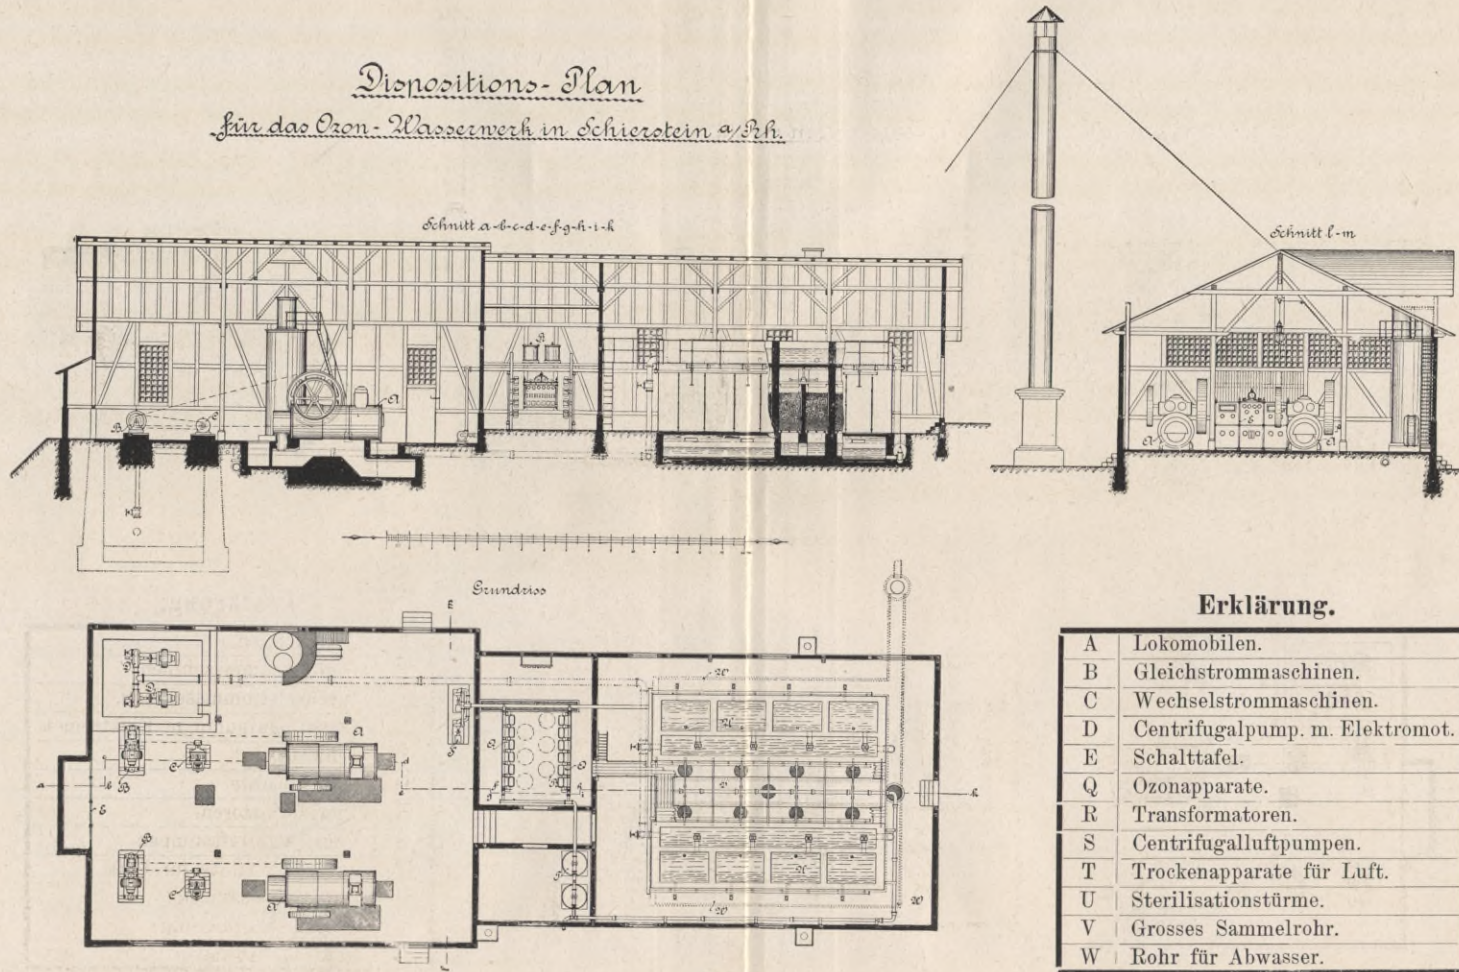 Dispositions-Plan
für das Ozon-Wasserwerk in Schierstein a/Rh.
Schnitt a-b-c-d-e-f-g-h-i-k
Schnitt l-m
Grundriss
Erklärung.
A Lokomobilen.
B Gleichstrommaschinen.
C Wechselstrommaschinen.
D Centrifugalpump. m. Elektromot.
E Schalttafel.
Q Ozonapparate.
R Transformatoren.
S Centrifugalluftpumpen.
T Trockenapparate für Luft.
U Sterilisationstürme.
V Grosses Sammelrohr.
W Rohr für Abwasser.